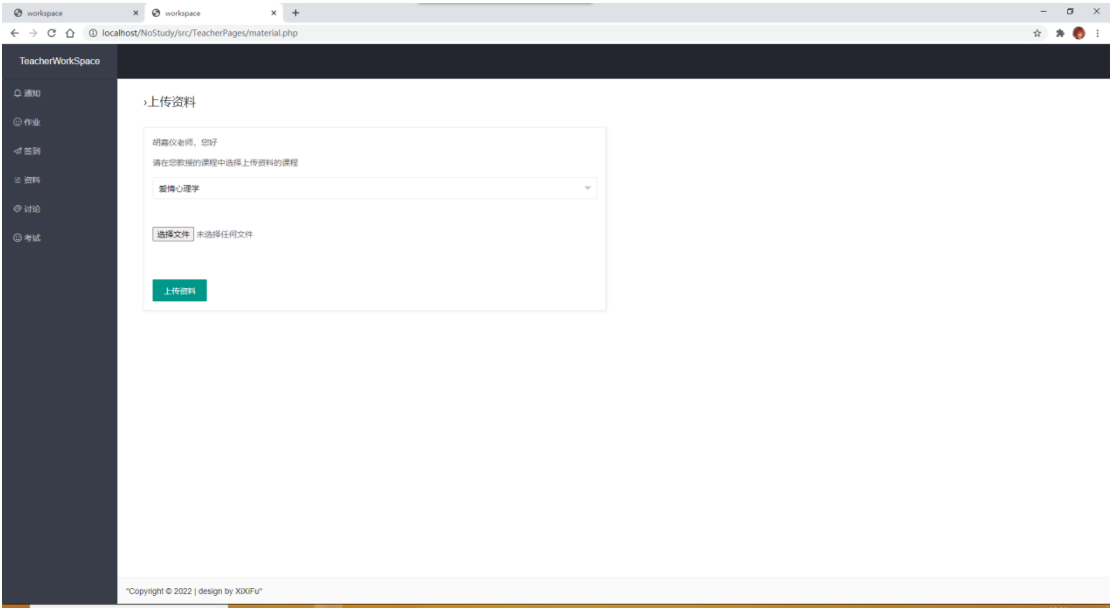 workspace
workspace
localhost/NoStudy/src/TeacherPages/material.php
TeacherWorkSpace
通知
作业
签到
资料
讨论
考试
›上传资料
胡嘉仪老师，您好
请在您教授的课程中选择上传资料的课程
爱情心理学
选择文件 未选择任何文件
上传资料
"Copyright © 2022 | design by XiXiFu"